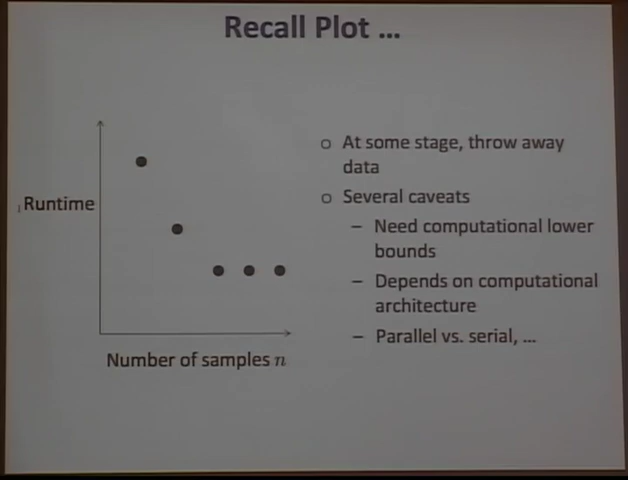 Recall Plot ...
Runtime
Number of samples n
o At some stage, throw away
data
o Several caveats
– Need computational lower
bounds
– Depends on computational
architecture
– Parallel vs. serial, ...